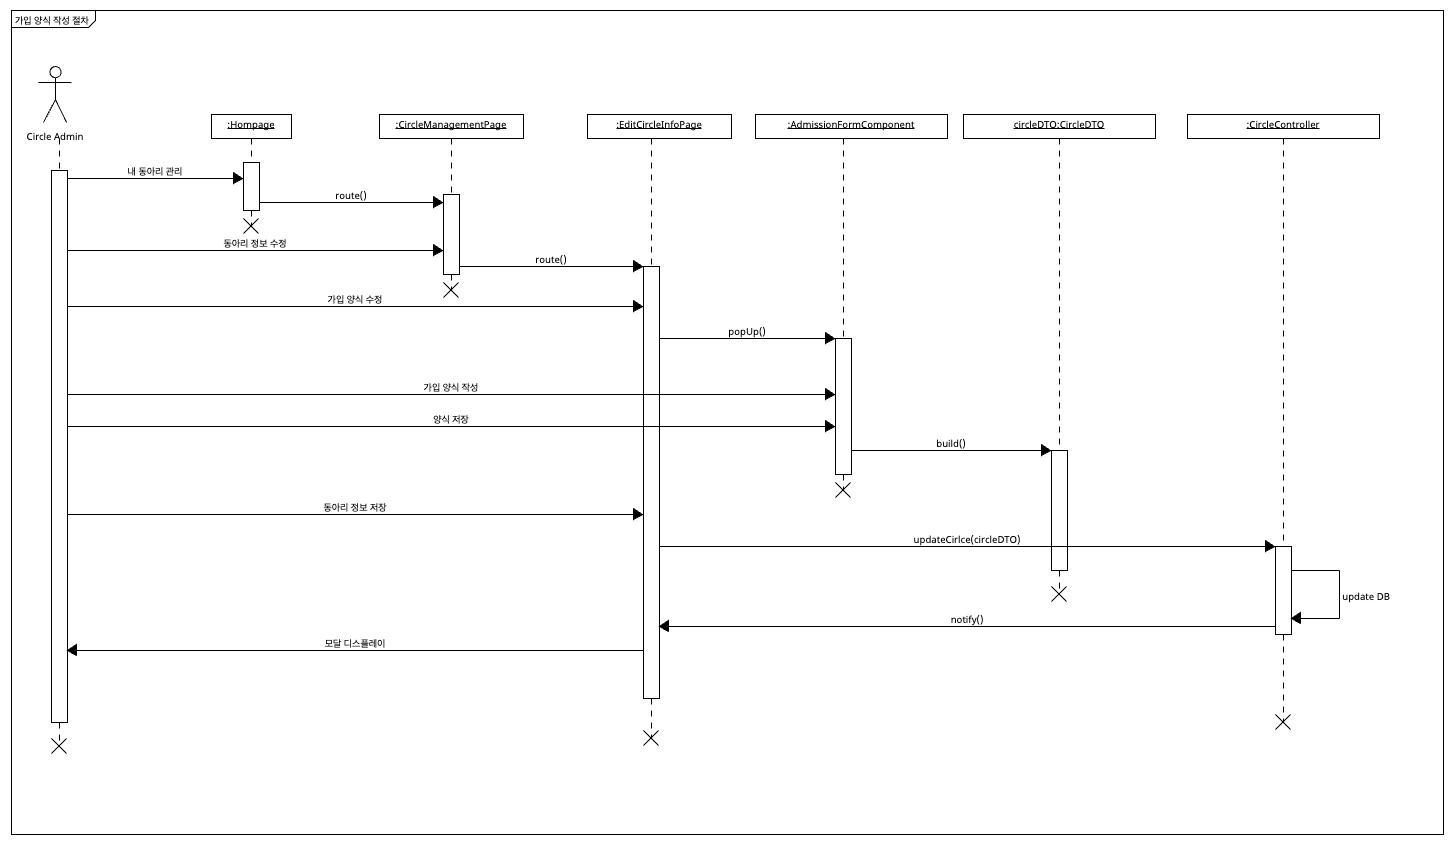 가입 양식 작성 절차
Circle Admin
:Hompage
:CircleManagementPage
:EditCircleInfoPage
:AdmissionFormComponent
circleDTO:CircleDTO
:CircleController
내 동아리 관리
route()
동아리 정보 수정
route()
가입 양식 수정
popUp()
가입 양식 작성
양식 저장
build()
동아리 정보 저장
updateCirlce(circleDTO)
update DB
notify()
모달 디스플레이